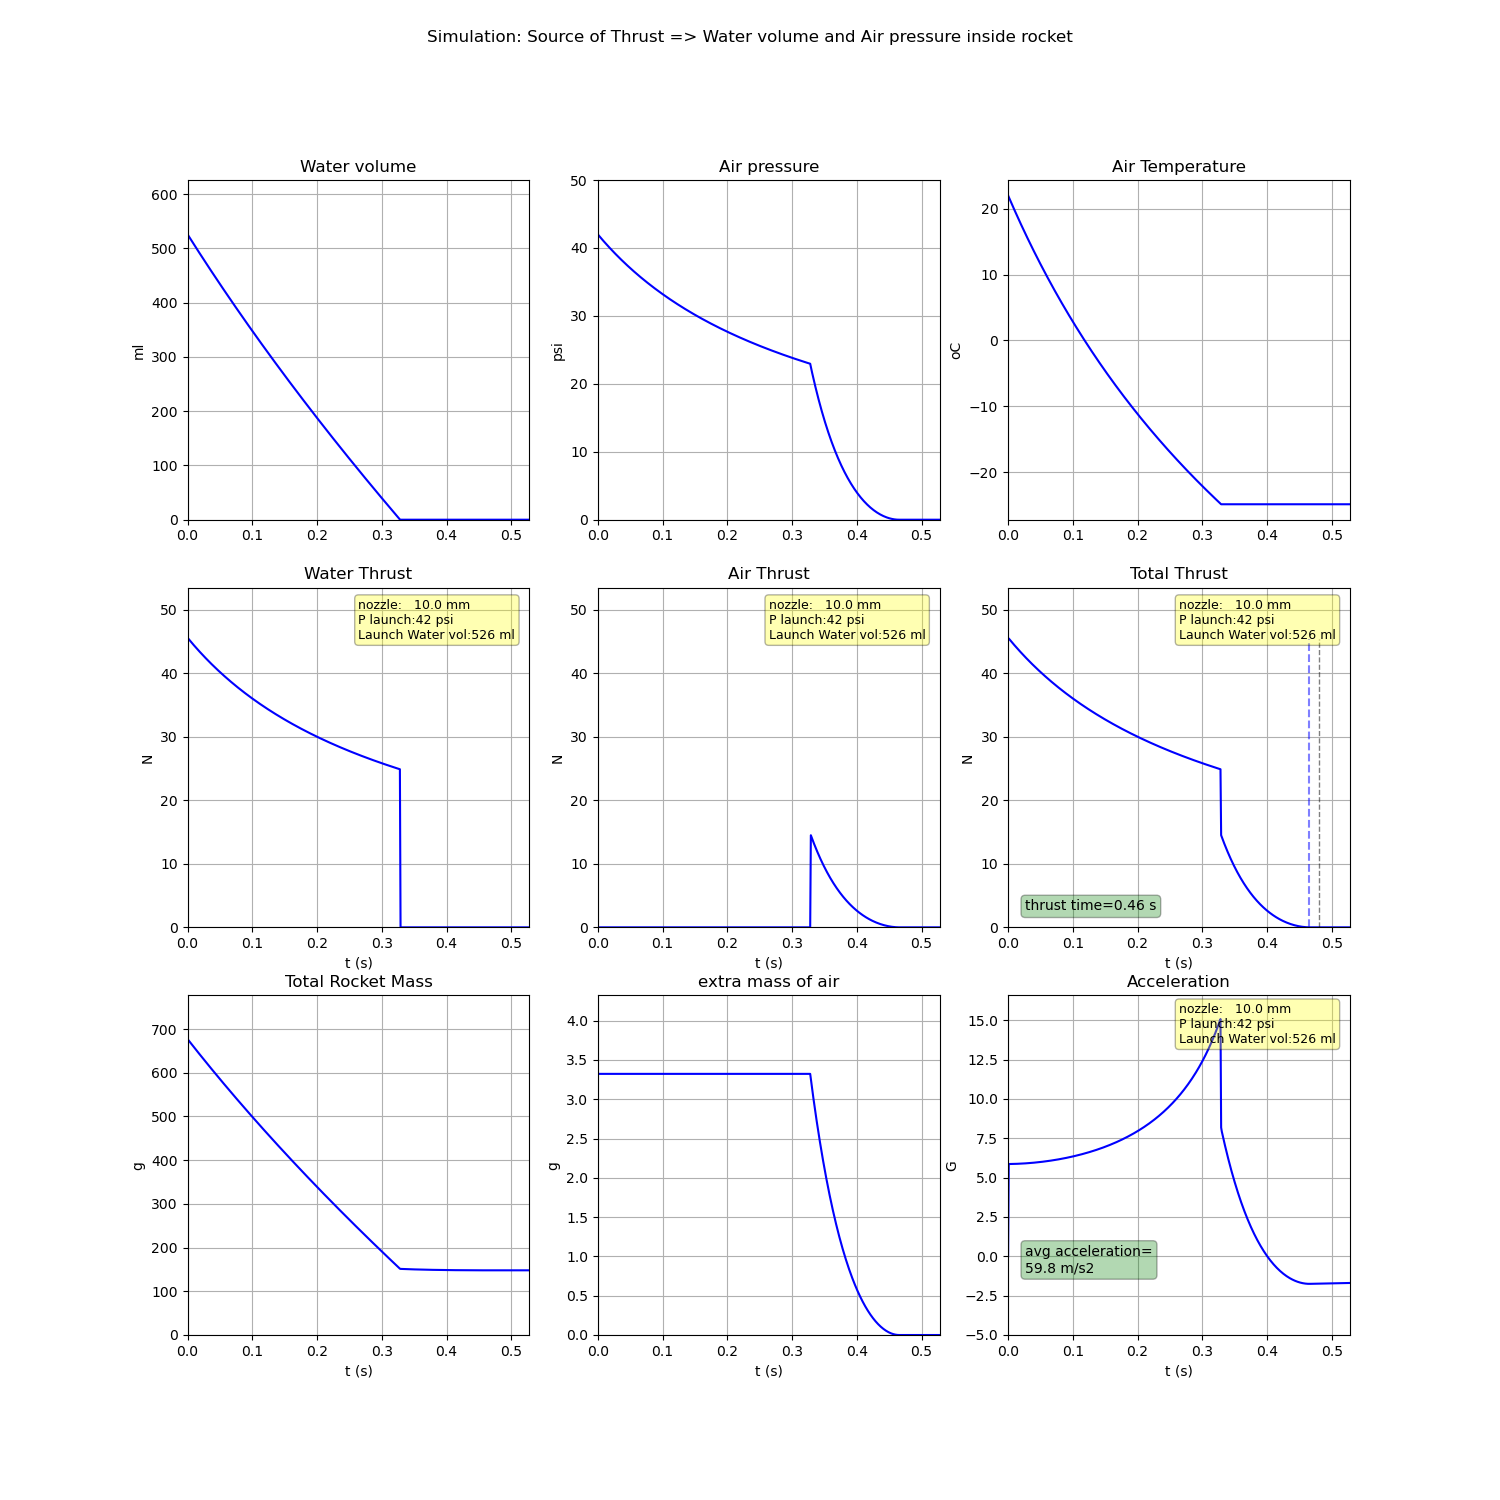 Simulation: Source of Thrust => Water volume and Air pressure inside rocket
Water volume
ml
600
500
400
300
200
100
0
0.0 0.1 0.2 0.3 0.4 0.5
Air pressure
psi
50
40
30
20
10
0
0.0 0.1 0.2 0.3 0.4 0.5
Air Temperature
oC
20
10
0
−10
−20
0.0 0.1 0.2 0.3 0.4 0.5
Water Thrust
N
50
40
30
20
10
0
nozzle: 10.0 mm
P launch:42 psi
Launch Water vol:526 ml
0.0 0.1 0.2 0.3 0.4 0.5
t (s)
Air Thrust
N
50
40
30
20
10
0
nozzle: 10.0 mm
P launch:42 psi
Launch Water vol:526 ml
0.0 0.1 0.2 0.3 0.4 0.5
t (s)
Total Thrust
N
50
40
30
20
10
0
nozzle: 10.0 mm
P launch:42 psi
Launch Water vol:526 ml
thrust time=0.46 s
0.0 0.1 0.2 0.3 0.4 0.5
t (s)
Total Rocket Mass
g
700
600
500
400
300
200
100
0
0.0 0.1 0.2 0.3 0.4 0.5
t (s)
extra mass of air
g
4.0
3.5
3.0
2.5
2.0
1.5
1.0
0.5
0.0
0.0 0.1 0.2 0.3 0.4 0.5
t (s)
Acceleration
G
15.0
12.5
10.0
7.5
5.0
2.5
0.0
−2.5
−5.0
nozzle: 10.0 mm
P launch:42 psi
Launch Water vol:526 ml
avg acceleration=
59.8 m/s2
0.0 0.1 0.2 0.3 0.4 0.5
t (s)